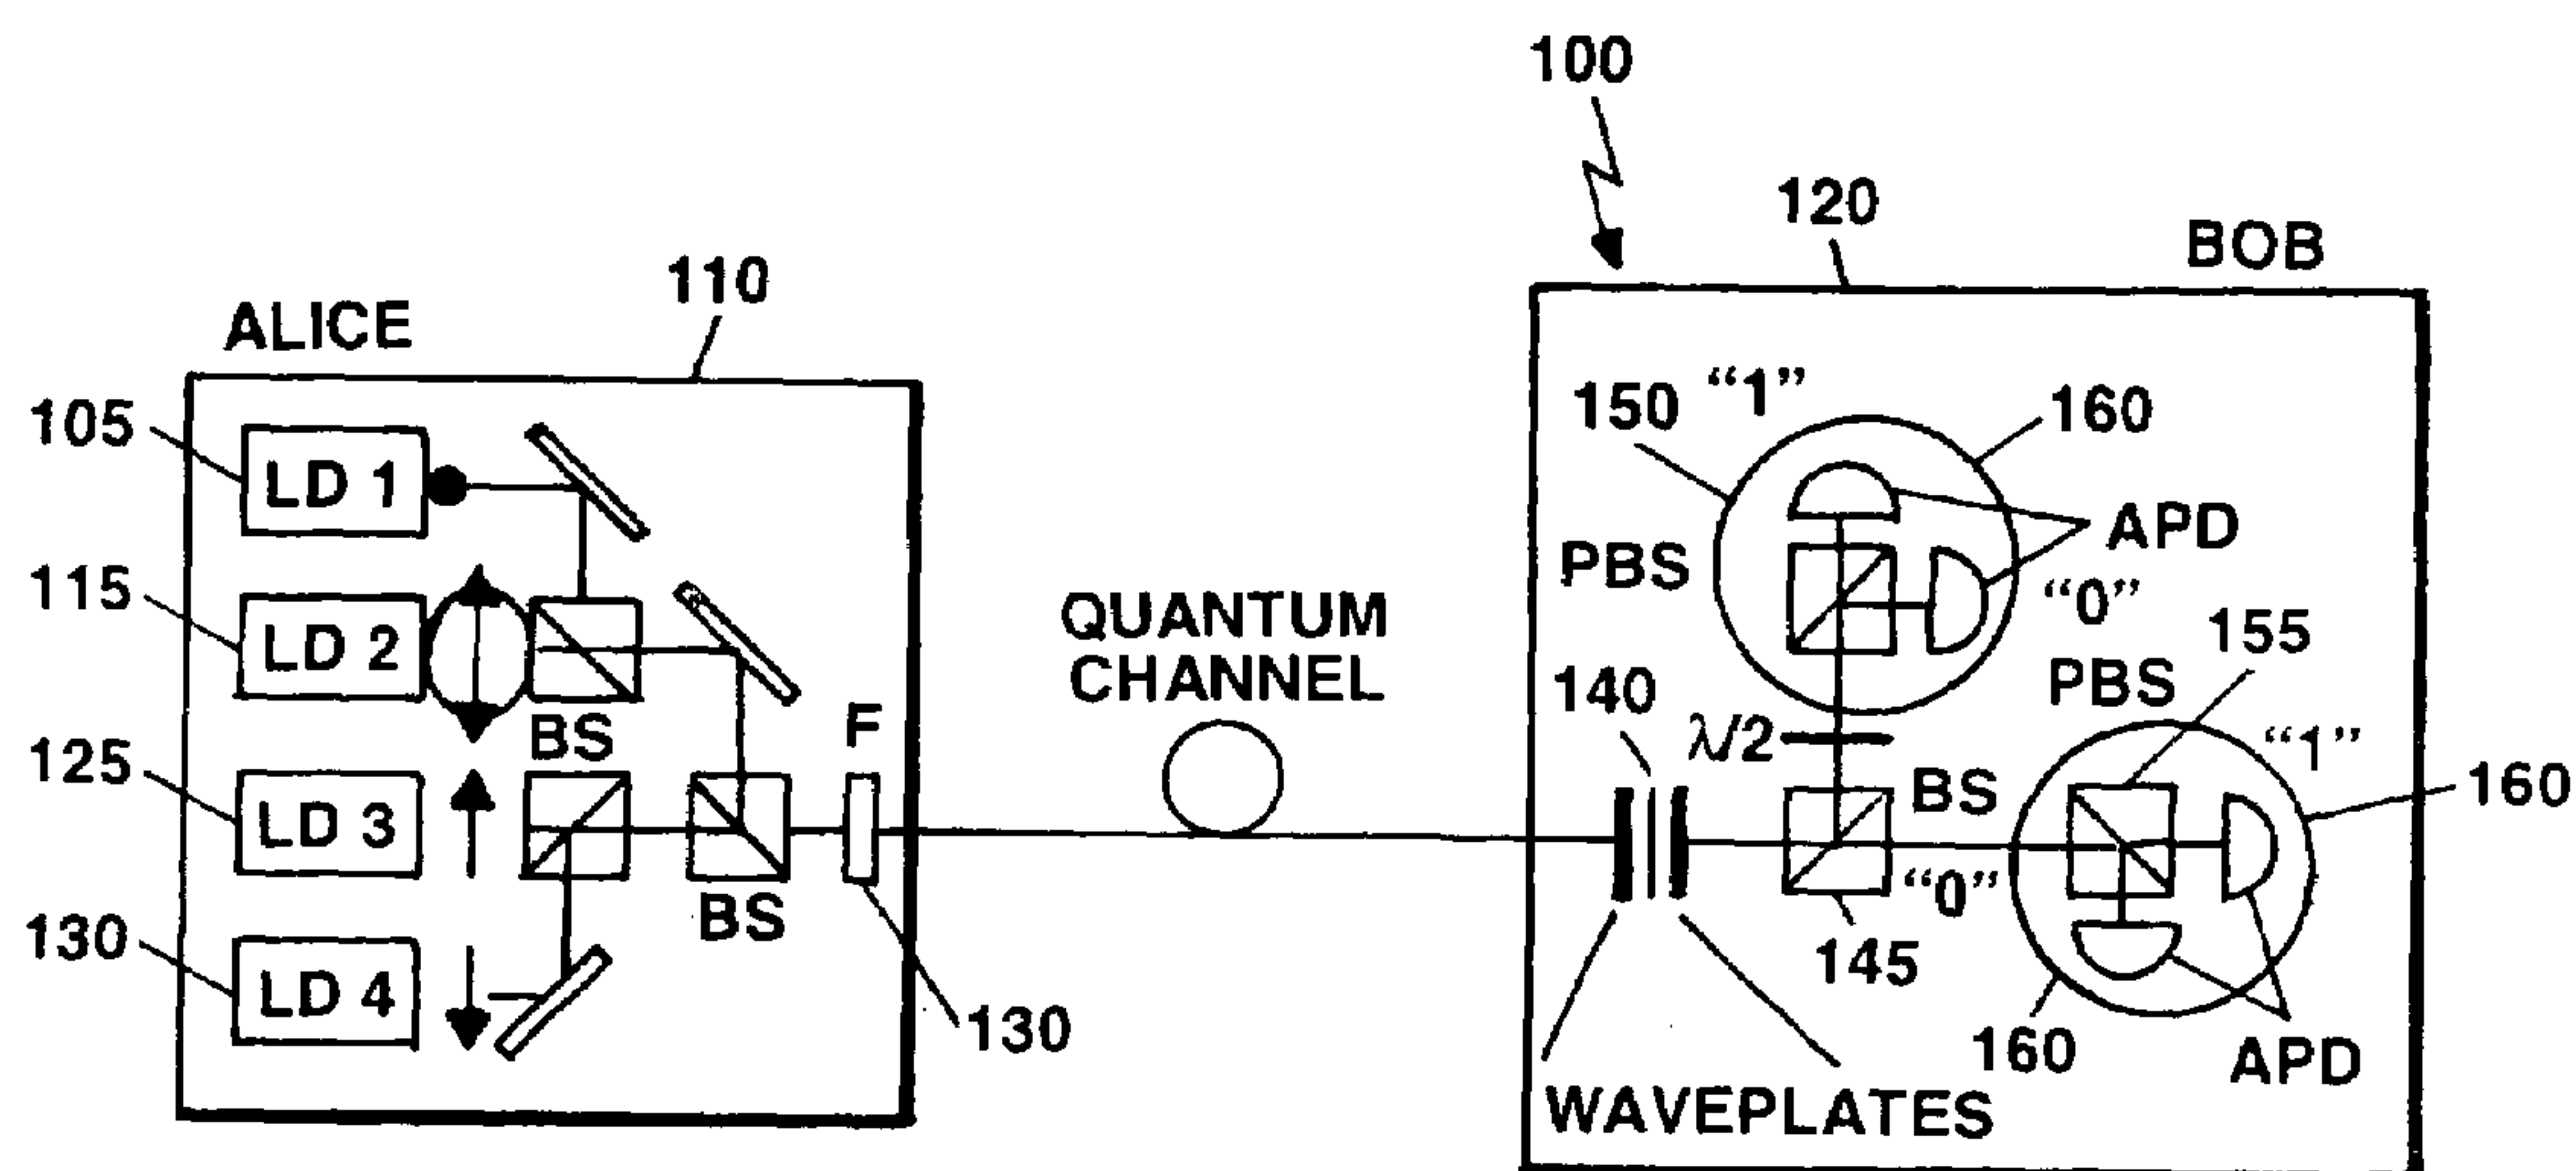 100
120
BOB
110
ALICE
105
LD 1
115
LD 2
BS
125
LD 3
130
LD 4
BS
F
130
QUANTUM
CHANNEL
150
“1”
160
APD
PBS
“0”
155
PBS
140
λ/2
“1”
BS
160
“0”
145
160
APD
WAVEPLATES